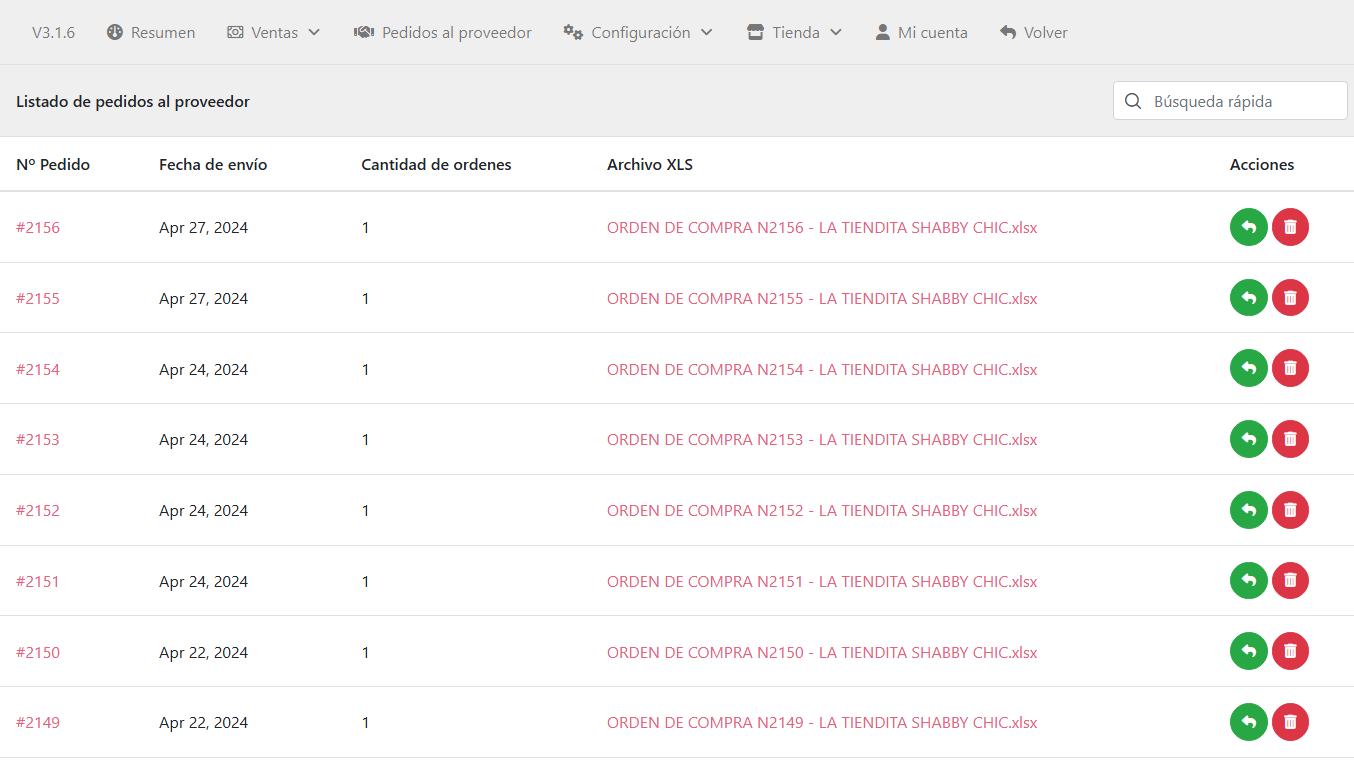 V3.1.6 Resumen Ventas Pedidos al proveedor Configuración Tienda Mi cuenta Volver
Listado de pedidos al proveedor Búsqueda rápida
Nº Pedido Fecha de envío Cantidad de ordenes Archivo XLS Acciones
#2156 Apr 27, 2024 1 ORDEN DE COMPRA N2156 - LA TIENDITA SHABBY CHIC.xlsx
#2155 Apr 27, 2024 1 ORDEN DE COMPRA N2155 - LA TIENDITA SHABBY CHIC.xlsx
#2154 Apr 24, 2024 1 ORDEN DE COMPRA N2154 - LA TIENDITA SHABBY CHIC.xlsx
#2153 Apr 24, 2024 1 ORDEN DE COMPRA N2153 - LA TIENDITA SHABBY CHIC.xlsx
#2152 Apr 24, 2024 1 ORDEN DE COMPRA N2152 - LA TIENDITA SHABBY CHIC.xlsx
#2151 Apr 24, 2024 1 ORDEN DE COMPRA N2151 - LA TIENDITA SHABBY CHIC.xlsx
#2150 Apr 22, 2024 1 ORDEN DE COMPRA N2150 - LA TIENDITA SHABBY CHIC.xlsx
#2149 Apr 22, 2024 1 ORDEN DE COMPRA N2149 - LA TIENDITA SHABBY CHIC.xlsx